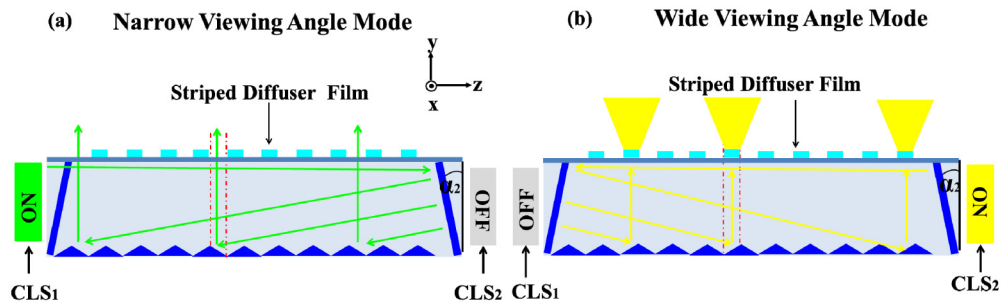 (a) Narrow Viewing Angle Mode
y
z
x
Striped Diffuser Film
α2
ON
OFF
CLS1
CLS2
(b) Wide Viewing Angle Mode
Striped Diffuser Film
α2
OFF
ON
CLS1
CLS2